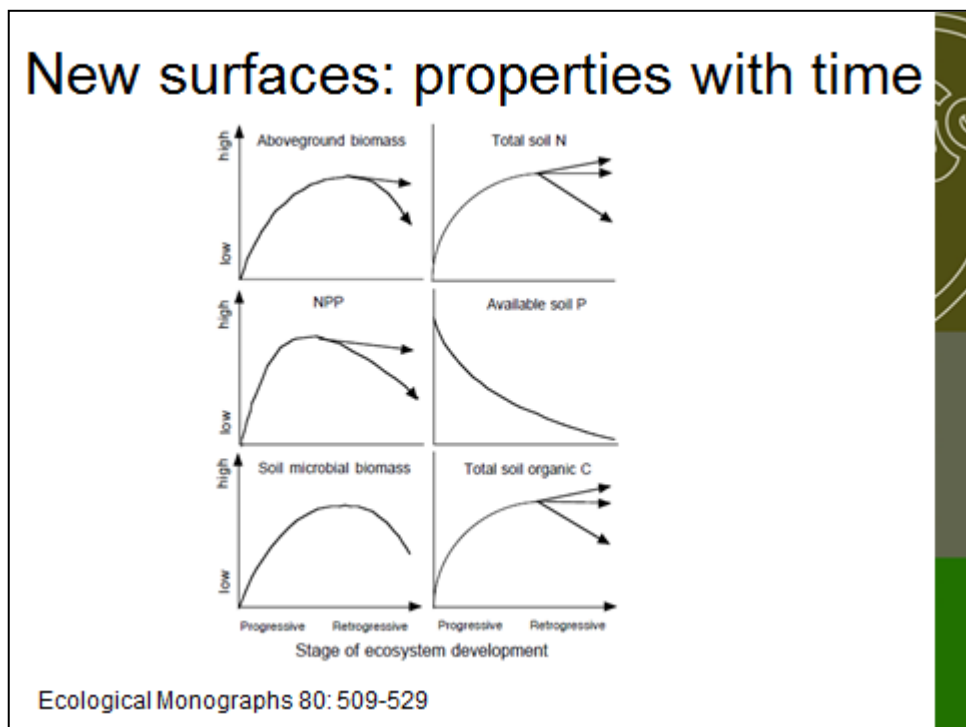 New surfaces: properties with time
high
Aboveground biomass
low
Total soil N
high
NPP
low
Available soil P
high
Soil microbial biomass
low
Total soil organic C
Progressive Retrogressive
Progressive Retrogressive
Stage of ecosystem development
Ecological Monographs 80: 509-529